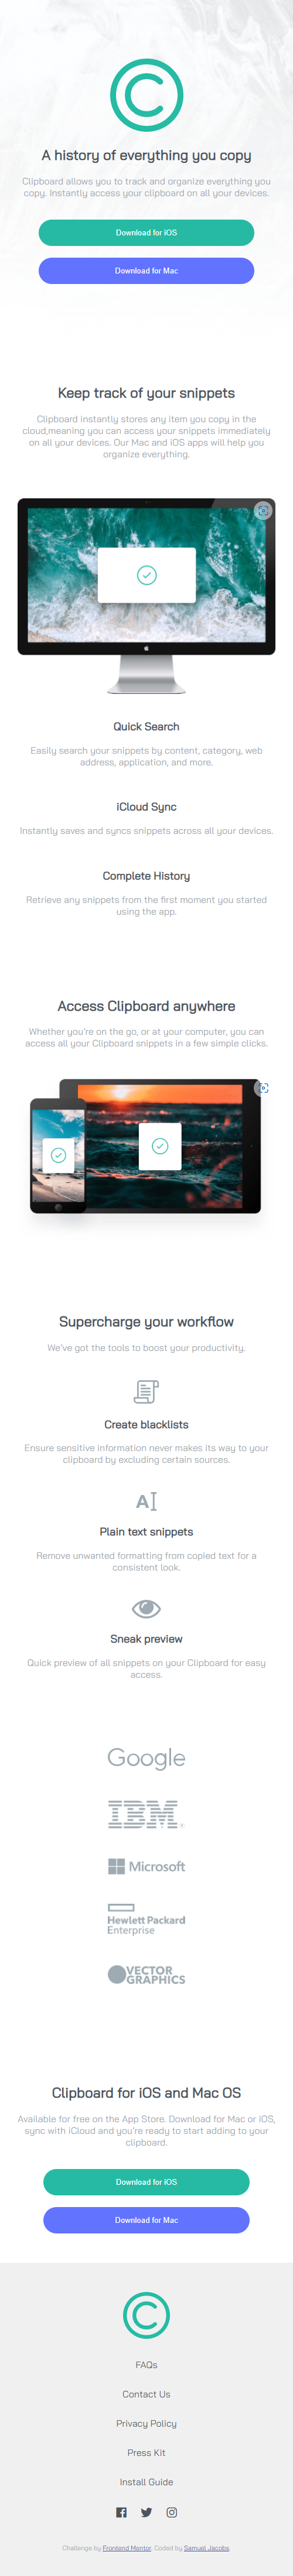 A history of everything you copy
Clipboard allows you to track and organize everything you
copy. Instantly access your clipboard on all your devices.
Download for iOS
Download for Mac
Keep track of your snippets
Clipboard instantly stores any item you copy in the
cloud,meaning you can access your snippets immediately
on all your devices. Our Mac and iOS apps will help you
organize everything.
Quick Search
Easily search your snippets by content, category, web
address, application, and more.
iCloud Sync
Instantly saves and syncs snippets across all your devices.
Complete History
Retrieve any snippets from the first moment you started
using the app.
Access Clipboard anywhere
Whether you're on the go, or at your computer, you can
access all your Clipboard snippets in a few simple clicks.
Supercharge your workflow
We've got the tools to boost your productivity.
Create blacklists
Ensure sensitive information never makes its way to your
clipboard by excluding certain sources.
A
Plain text snippets
Remove unwanted formatting from copied text for a
consistent look.
Sneak preview
Quick preview of all snippets on your Clipboard for easy
access.
Google
IBM®
Microsoft
Hewlett Packard
Enterprise
VECTOR
GRAPHICS
Clipboard for iOS and Mac OS
Available for free on the App Store. Download for Mac or iOS,
sync with iCloud and you're ready to start adding to your
clipboard.
Download for iOS
Download for Mac
FAQs
Contact Us
Privacy Policy
Press Kit
Install Guide
Challenge by Frontend Mentor. Coded by Samuel Jacobs.